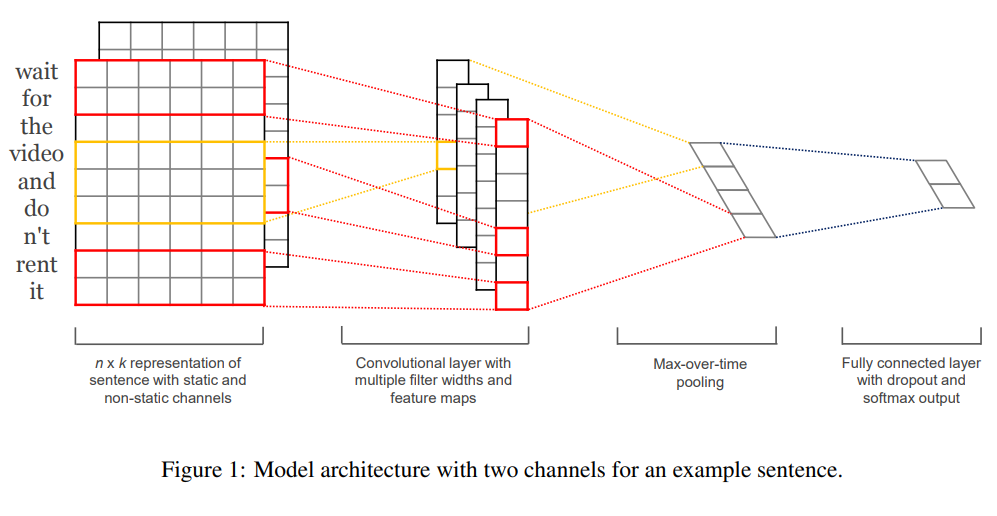 wait
for
the
video
and
do
n't
rent
it
n x k representation of
sentence with static and
non-static channels
Convolutional layer with
multiple filter widths and
feature maps
Max-over-time
pooling
Fully connected layer
with dropout and
softmax output
Figure 1: Model architecture with two channels for an example sentence.